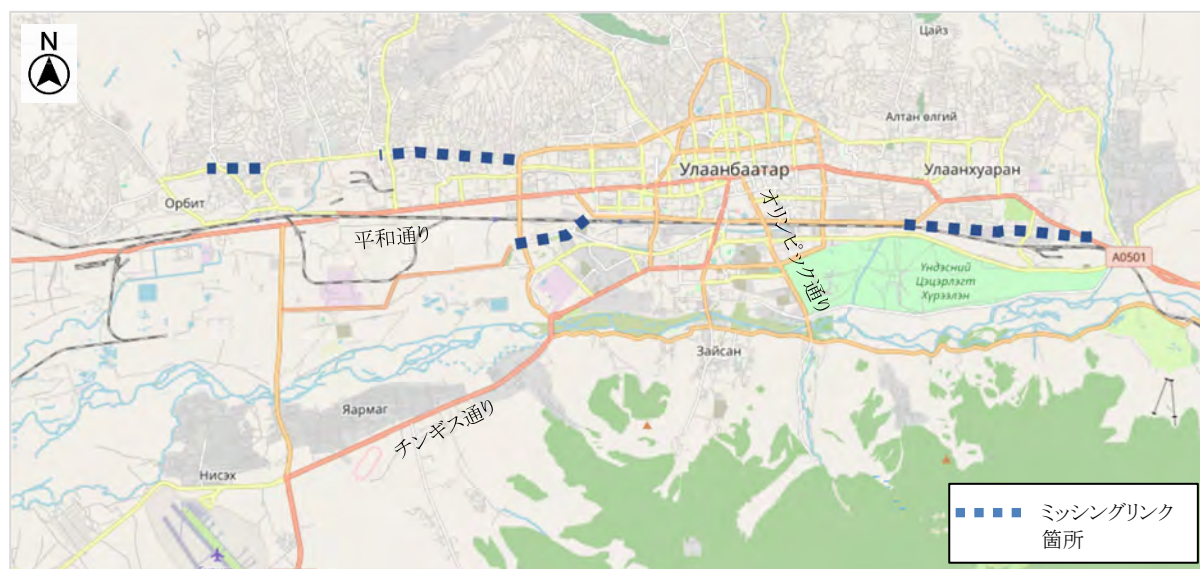 N
Цайз
Алтан өлгий
Улаанбаатар
Улаанхуаран
Орбит
オリンピック通り
平和通り
A0501
Үндэсний
Цэцэрлэгт
Хүрээлэн
Зайсан
Яармаг
チンギス通り
Нисэх
ミッシングリンク
箇所